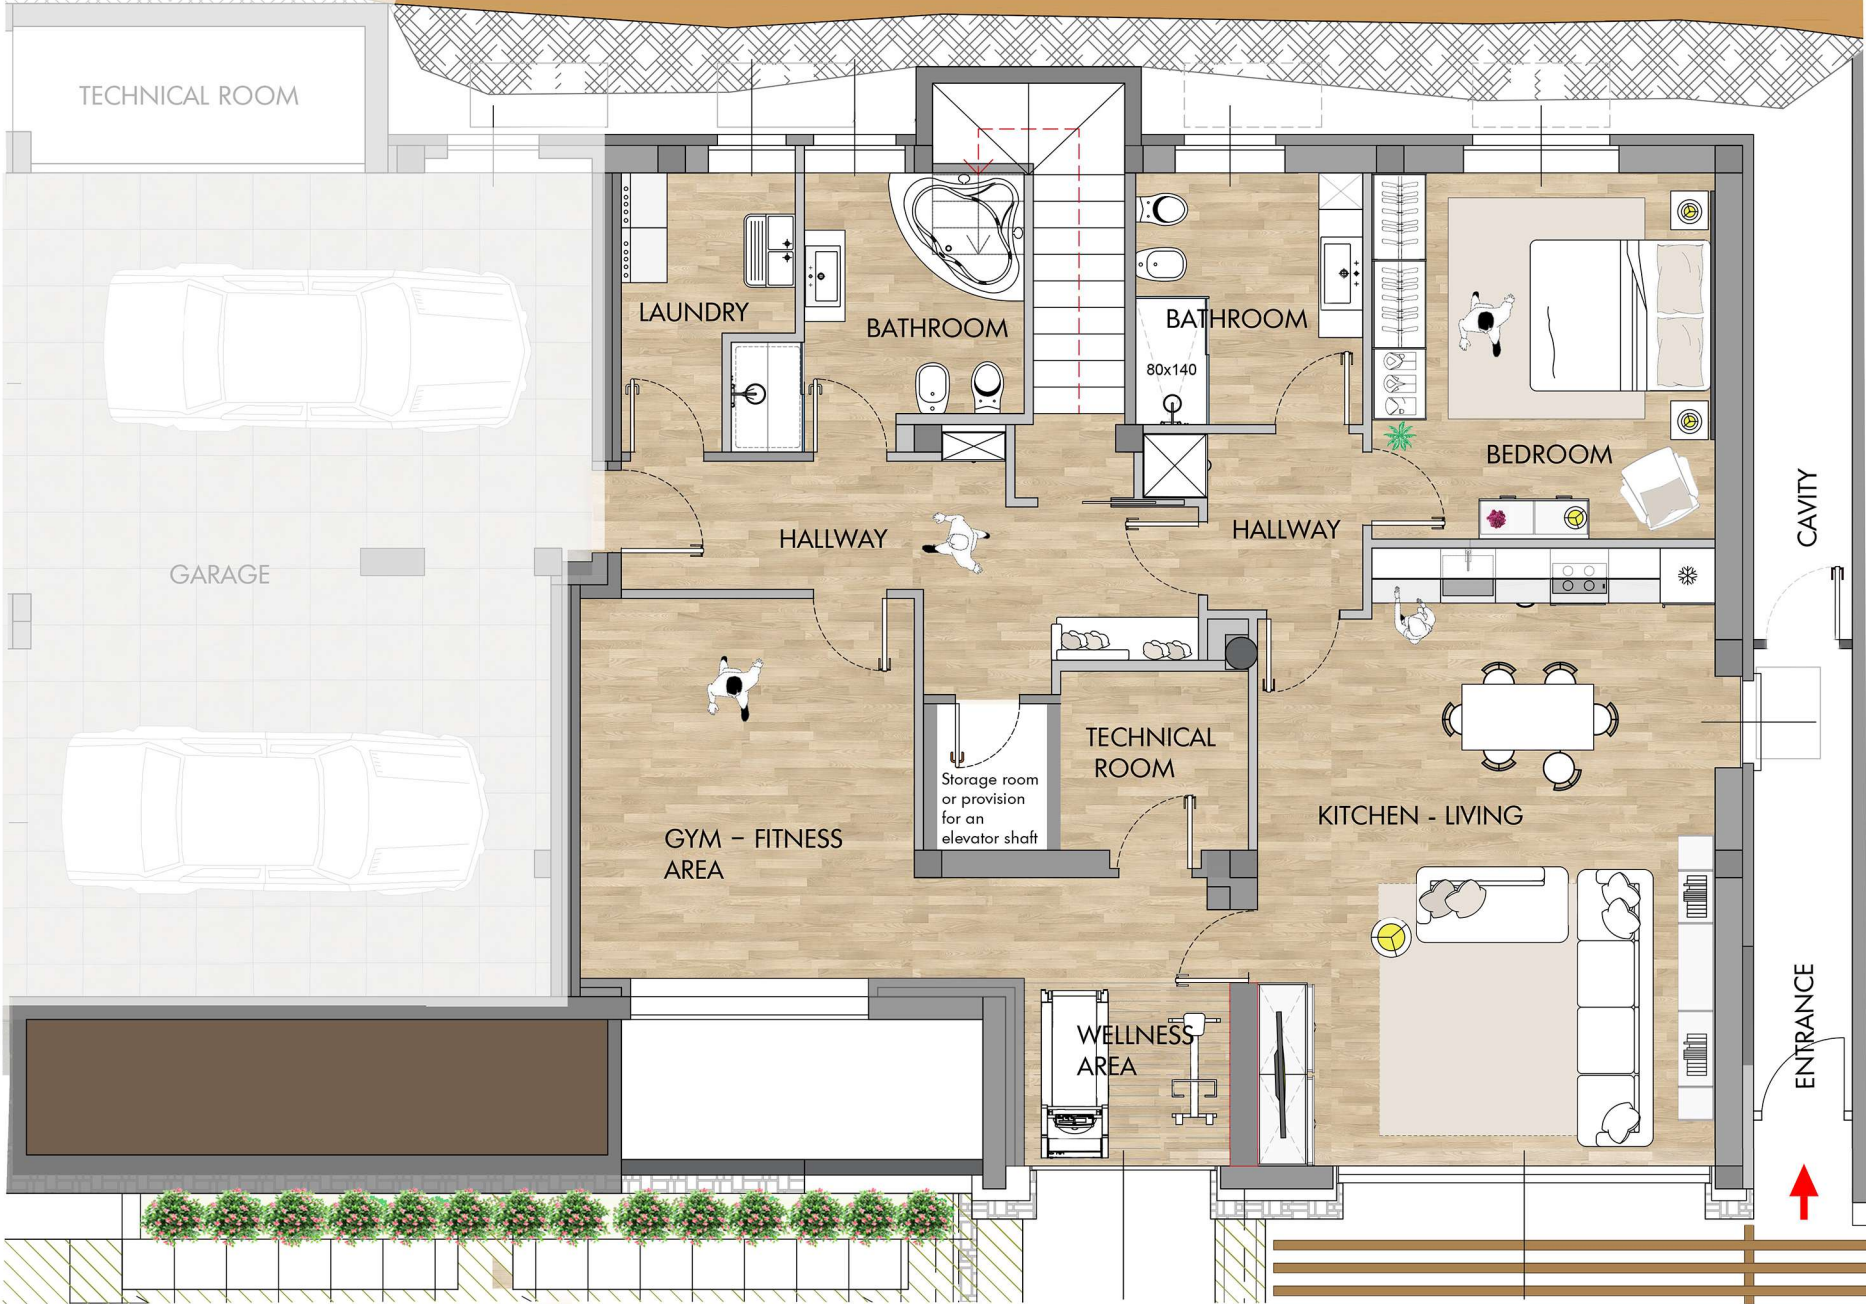 TECHNICAL ROOM
LAUNDRY
BATHROOM
BATHROOM
80x140
BEDROOM
CAVITY
HALLWAY
HALLWAY
GARAGE
TECHNICAL
ROOM
Storage room
or provision
for an
elevator shaft
KITCHEN - LIVING
GYM – FITNESS
AREA
WELLNESS
AREA
ENTRANCE